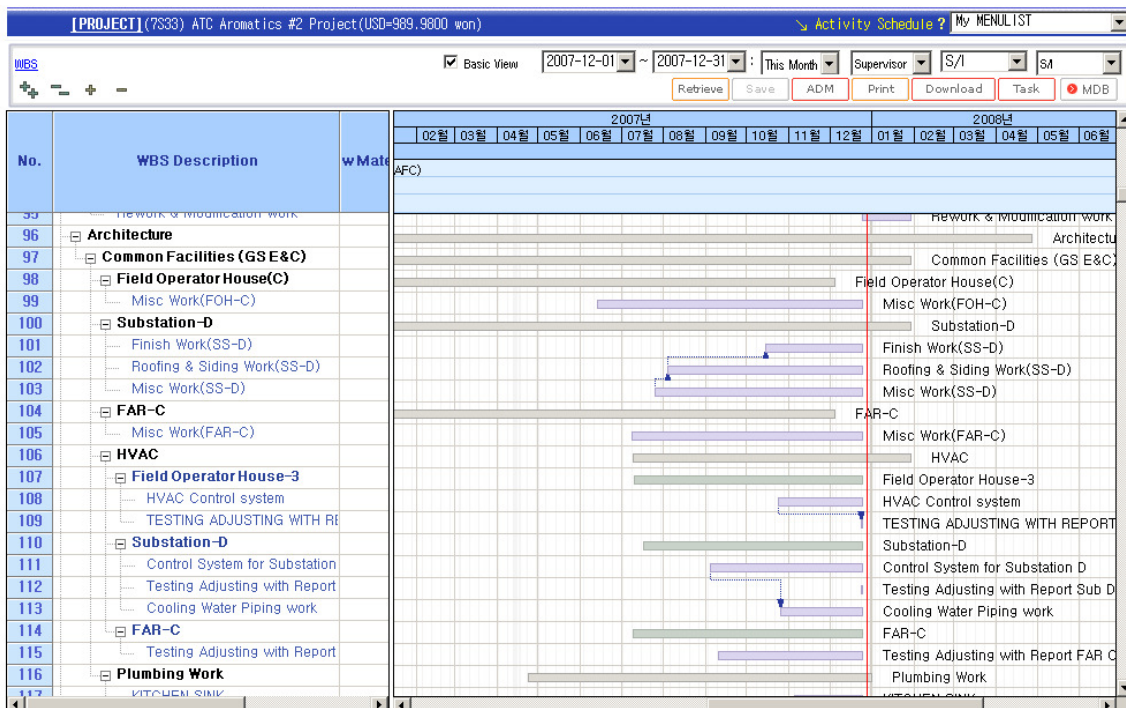 [PROJECT](7S33) ATC Aromatics #2 Project(USD=989.9800 won)
Activity Schedule ? My MENULIST
WBS
Basic View 2007-12-01 ~ 2007-12-31 : This Month Supervisor S/I S/I
Retrieve Save ADM Print Download Task MDB
No. WBS Description w Mate
2007년 2008년
02월 03월 04월 05월 06월 07월 08월 09월 10월 11월 12월 01월 02월 03월 04월 05월 06월
AFC)
95 Rework & Modification Work Rework & Modification Work
96 Architecture Architectu
97 Common Facilities (GS E&C) Common Facilities (GS E&C)
98 Field Operator House(C) Field Operator House(C)
99 Misc Work(FOH-C) Misc Work(FOH-C)
100 Substation-D Substation-D
101 Finish Work(SS-D) Finish Work(SS-D)
102 Roofing & Siding Work(SS-D) Roofing & Siding Work(SS-D)
103 Misc Work(SS-D) Misc Work(SS-D)
104 FAR-C FAR-C
105 Misc Work(FAR-C) Misc Work(FAR-C)
106 HVAC HVAC
107 Field Operator House-3 Field Operator House-3
108 HVAC Control system HVAC Control system
109 TESTING ADJUSTING WITH RE TESTING ADJUSTING WITH REPORT
110 Substation-D Substation-D
111 Control System for Substation Control System for Substation D
112 Testing Adjusting with Report Testing Adjusting with Report Sub D
113 Cooling Water Piping work Cooling Water Piping work
114 FAR-C FAR-C
115 Testing Adjusting with Report Testing Adjusting with Report FAR C
116 Plumbing Work Plumbing Work
117 KITCHEN SINK KITCHEN SINK